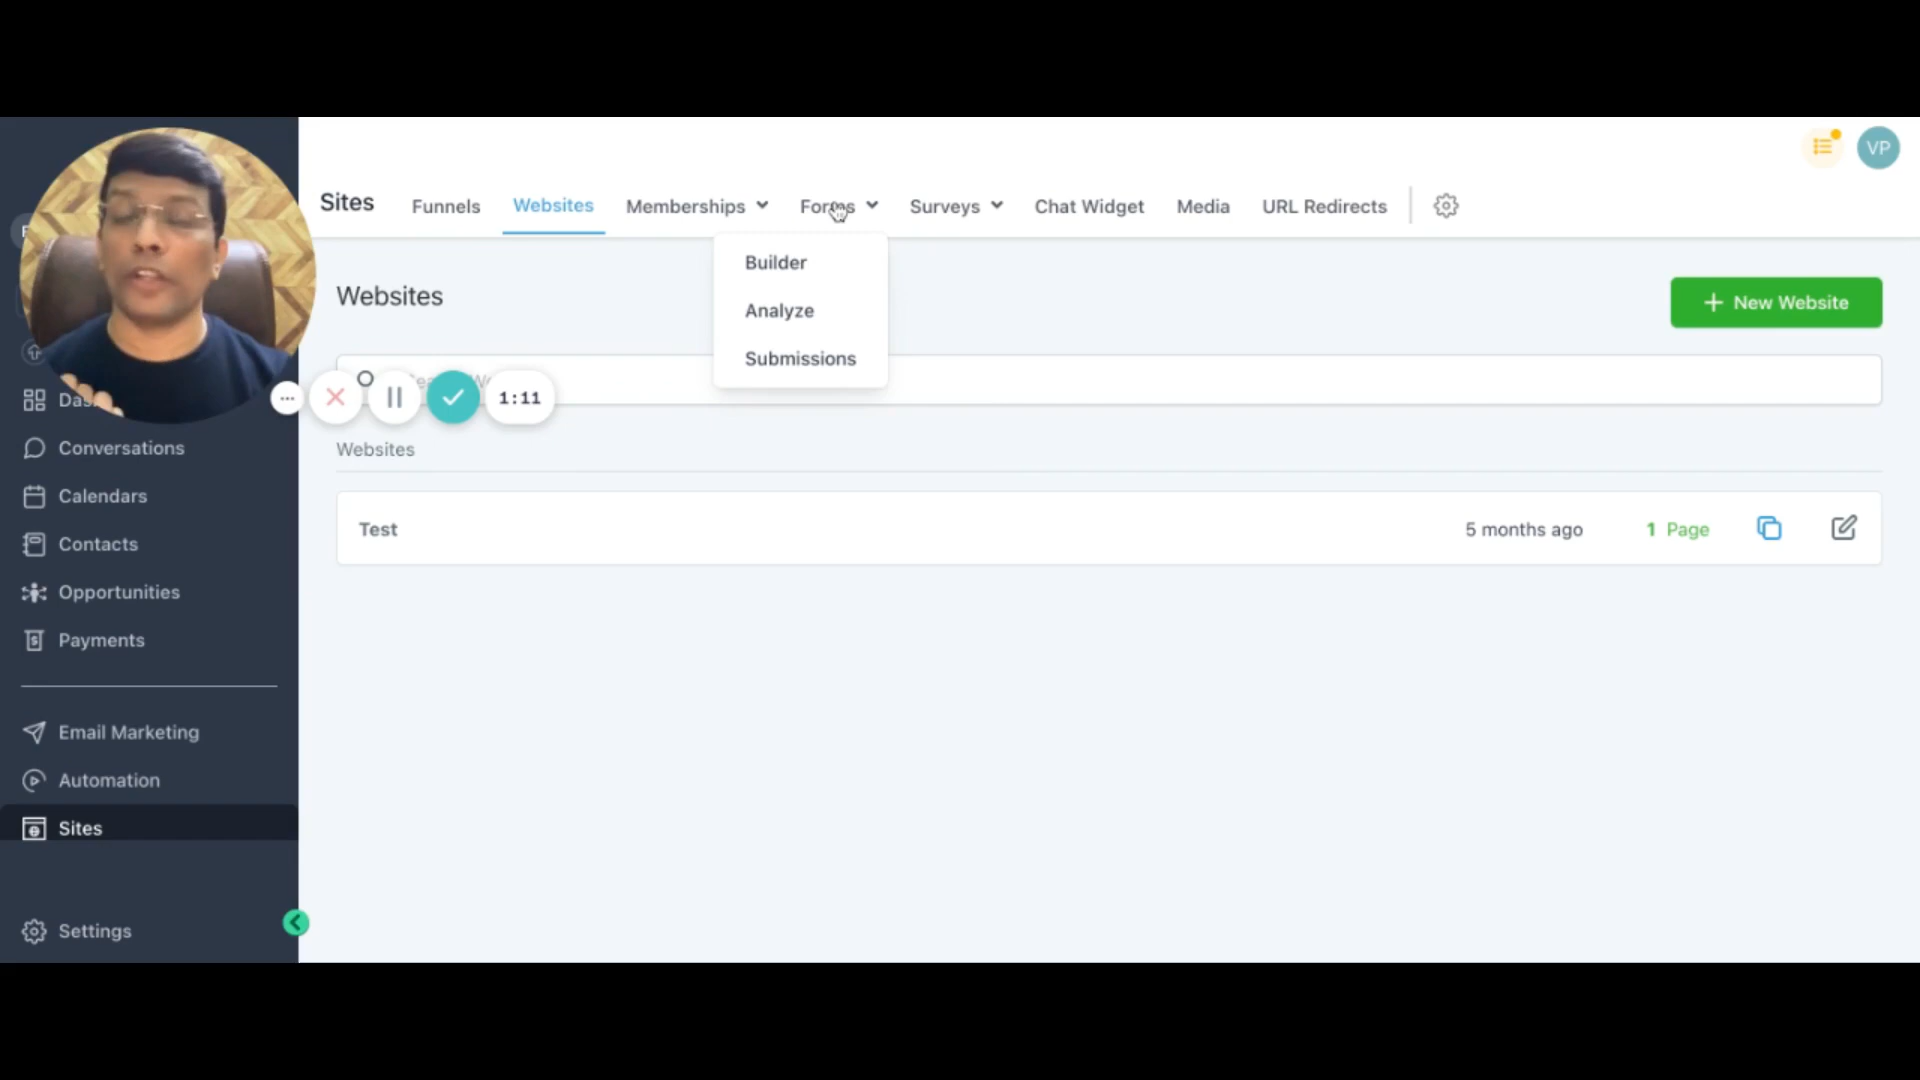 VP
Sites
Funnels
Websites
Memberships
Forms
Surveys
Chat Widget
Media
URL Redirects
Builder
Analyze
Submissions
Websites
+ New Website
1:11
Websites
Test
5 months ago
1 Page
Conversations
Calendars
Contacts
Opportunities
Payments
Email Marketing
Automation
Sites
Settings